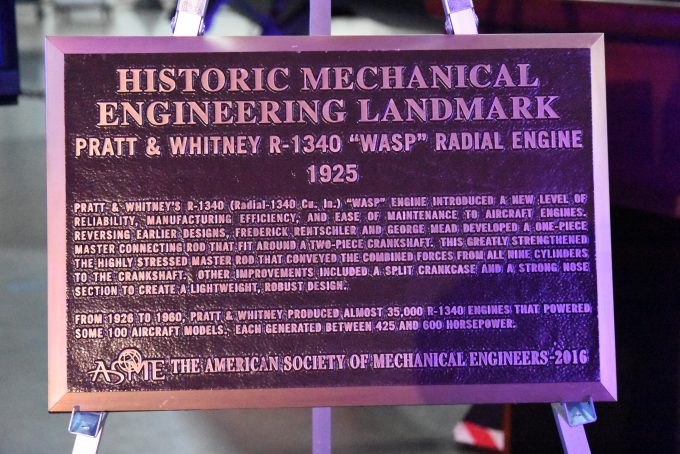 HISTORIC MECHANICAL
ENGINEERING LANDMARK
PRATT & WHITNEY R-1340 "WASP" RADIAL ENGINE
1925
PRATT & WHITNEY'S R-1340 (Radial-1340 Cu. In.) "WASP" ENGINE INTRODUCED A NEW LEVEL OF
RELIABILITY, MANUFACTURING EFFICIENCY, AND EASE OF MAINTENANCE TO AIRCRAFT ENGINES.
REVERSING EARLIER DESIGNS, FREDERICK RENTSCHLER AND GEORGE MEAD DEVELOPED A ONE-PIECE
MASTER CONNECTING ROD THAT FIT AROUND A TWO-PIECE CRANKSHAFT. THIS GREATLY STRENGTHENED
THE HIGHLY STRESSED MASTER ROD THAT CONVEYED THE COMBINED FORCES FROM ALL NINE CYLINDERS
TO THE CRANKSHAFT. OTHER IMPROVEMENTS INCLUDED A SPLIT CRANKCASE AND A STRONG NOSE
SECTION TO CREATE A LIGHTWEIGHT, ROBUST DESIGN.
FROM 1926 TO 1960, PRATT & WHITNEY PRODUCED ALMOST 35,000 R-1340 ENGINES THAT POWERED
SOME 100 AIRCRAFT MODELS. EACH GENERATED BETWEEN 425 AND 600 HORSEPOWER.
ASME THE AMERICAN SOCIETY OF MECHANICAL ENGINEERS-2016